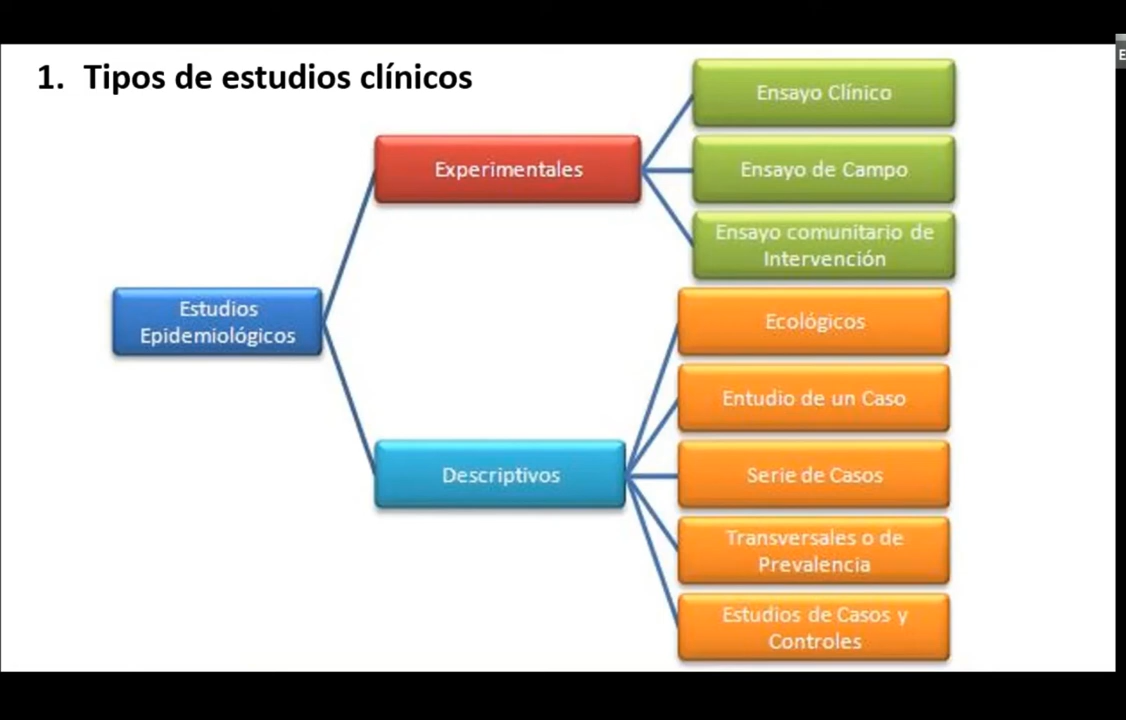 1. Tipos de estudios clínicos
Ensayo Clínico
Experimentales
Ensayo de Campo
Ensayo comunitario de
Intervención
Estudios
Epidemiológicos
Ecológicos
Entudio de un Caso
Descriptivos
Serie de Casos
Transversales o de
Prevalencia
Estudios de Casos y
Controles
E